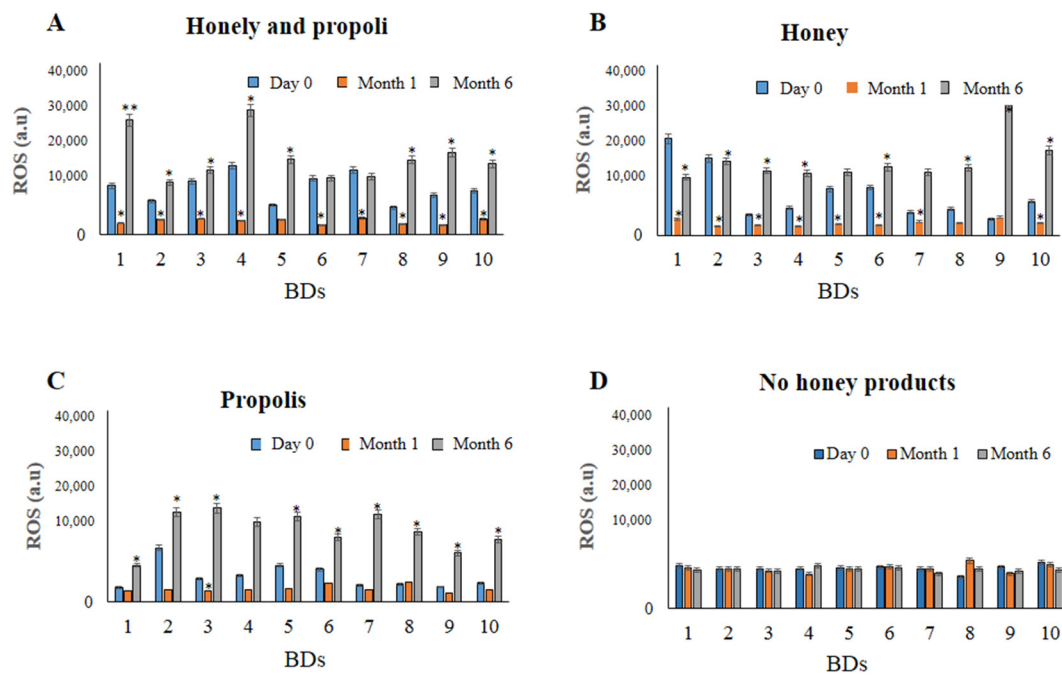 A
Honely and propoli
40,000
30,000
20,000
10,000
0
ROS (a.u)
Day 0 Month 1 Month 6
** * * * * * * *
* * * * * * * * *
1 2 3 4 5 6 7 8 9 10
BDs
B
Honey
40,000
30,000
20,000
10,000
0
ROS (a.u)
Day 0 Month 1 Month 6
* * * * * * * *
* * * * * * * *
1 2 3 4 5 6 7 8 9 10
BDs
C
Propolis
40,000
30,000
20,000
10,000
0
ROS (a.u)
Day 0 Month 1 Month 6
* * * * * * * * *
*
1 2 3 4 5 6 7 8 9 10
BDs
D
No honey products
40,000
30,000
20,000
10,000
0
ROS (a.u)
Day 0 Month 1 Month 6
1 2 3 4 5 6 7 8 9 10
BDs